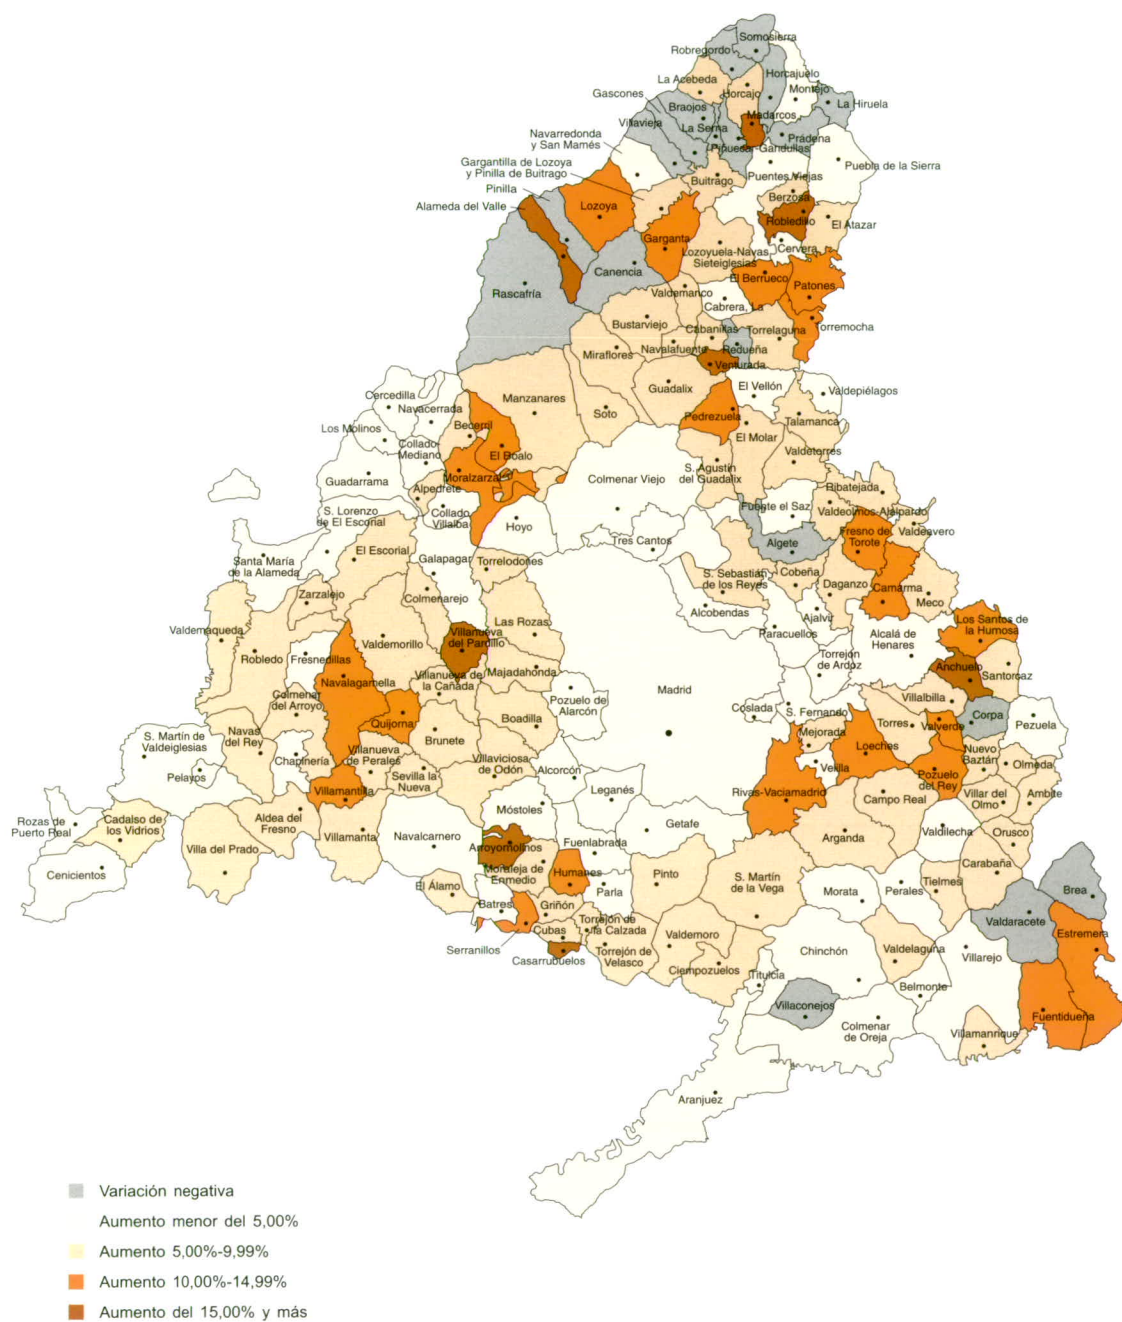 Somosierra
Robregordo
La Acebeda
Horcajuelo
Horcajo
Montejo
Gascones
Braojos
Madarcos
La Hiruela
Villavieja
La Serna
Prádena
Navarredonda
y San Mamés
Piñuecar-Gandullas
Puebla de la Sierra
Gargantilla de Lozoya
y Pinilla de Buitrago
Buitrago
Puentes Viejas
Pinilla
Berzosa
Alameda del Valle
Lozoya
Robledillo
El Atazar
Garganta
Cervera
Lozoyuela-Navas
Sieteiglesias
Canencia
El Berrueco
Patones
Rascafría
Valdemanco
Cabrera, La
Bustarviejo
Cabanillas
Torrelaguna
Torremocha
Miraflores
Navalafuente
Redueña
Venturada
Guadalix
El Vellón
Valdepiélagos
Cercedilla
Manzanares
Navacerrada
Soto
Pedrezuela
Talamanca
Los Molinos
Becerril
El Molar
Collado-
Mediano
El Boalo
Valdetorres
Guadarrama
Moralzarzal
Colmenar Viejo
S. Agustín
del Guadalix
Alpedrete
Ribatejada
S. Lorenzo
de El Escorial
Collado
Villalba
Hoyo
Fuente el Saz
Valdeolmos-Alalpardo
Valdeavero
Fresno de
Torote
Tres Cantos
Algete
El Escorial
Santa María
de la Alameda
Galapagar
Torrelodones
S. Sebastián
de los Reyes
Cobeña
Daganzo
Camarma
Meco
Zarzalejo
Colmenarejo
Alcobendas
Ajalvir
Las Rozas
Paracuellos
Los Santos de
la Humosa
Valdemaqueda
Valdemorillo
Villanueva
del Pardillo
Alcalá de
Henares
Robledo
Fresnedillas
Torrejón
de Ardoz
Navalagamella
Villanueva de
la Cañada
Majadahonda
Anchuelo
Santorcaz
Madrid
Colmenar
del Arroyo
Pozuelo de
Alarcón
Villalbilla
Coslada
S. Fernando
Quijorna
Boadilla
Torres
Valverde
Corpa
Pezuela
Navas
del Rey
Brunete
Mejorada
S. Martín de
Valdeiglesias
Villanueva
de Perales
Loeches
Nuevo
Baztán
Chapinería
Villaviciosa
de Odón
Velilla
Olmeda
Pelayos
Sevilla la
Nueva
Alcorcón
Pozuelo
del Rey
Villamantilla
Leganés
Rivas-Vaciamadrid
Campo Real
Villar del
Olmo
Ambite
Móstoles
Rozas de
Puerto Real
Cadalso de
los Vidrios
Aldea del
Fresno
Villamanta
Navalcarnero
Getafe
Arganda
Valdilecha
Orusco
Arroyomolinos
Fuenlabrada
Villa del Prado
Moraleja de
Enmedio
Humanes
Carabaña
Cenicientos
Pinto
S. Martín
de la Vega
El Álamo
Parla
Morata
Perales
Tielmes
Brea
Batres
Griñón
Valdaracete
Cubas
Torrejón de
la Calzada
Valdemoro
Estremera
Serranillos
Casarrubuelos
Torrejón de
Velasco
Ciempozuelos
Chinchón
Valdelaguna
Villarejo
Titulcia
Belmonte
Villaconejos
Fuentidueña
Colmenar
de Oreja
Villamanrique
Aranjuez
Variación negativa
Aumento menor del 5,00%
Aumento 5,00%-9,99%
Aumento 10,00%-14,99%
Aumento del 15,00% y más